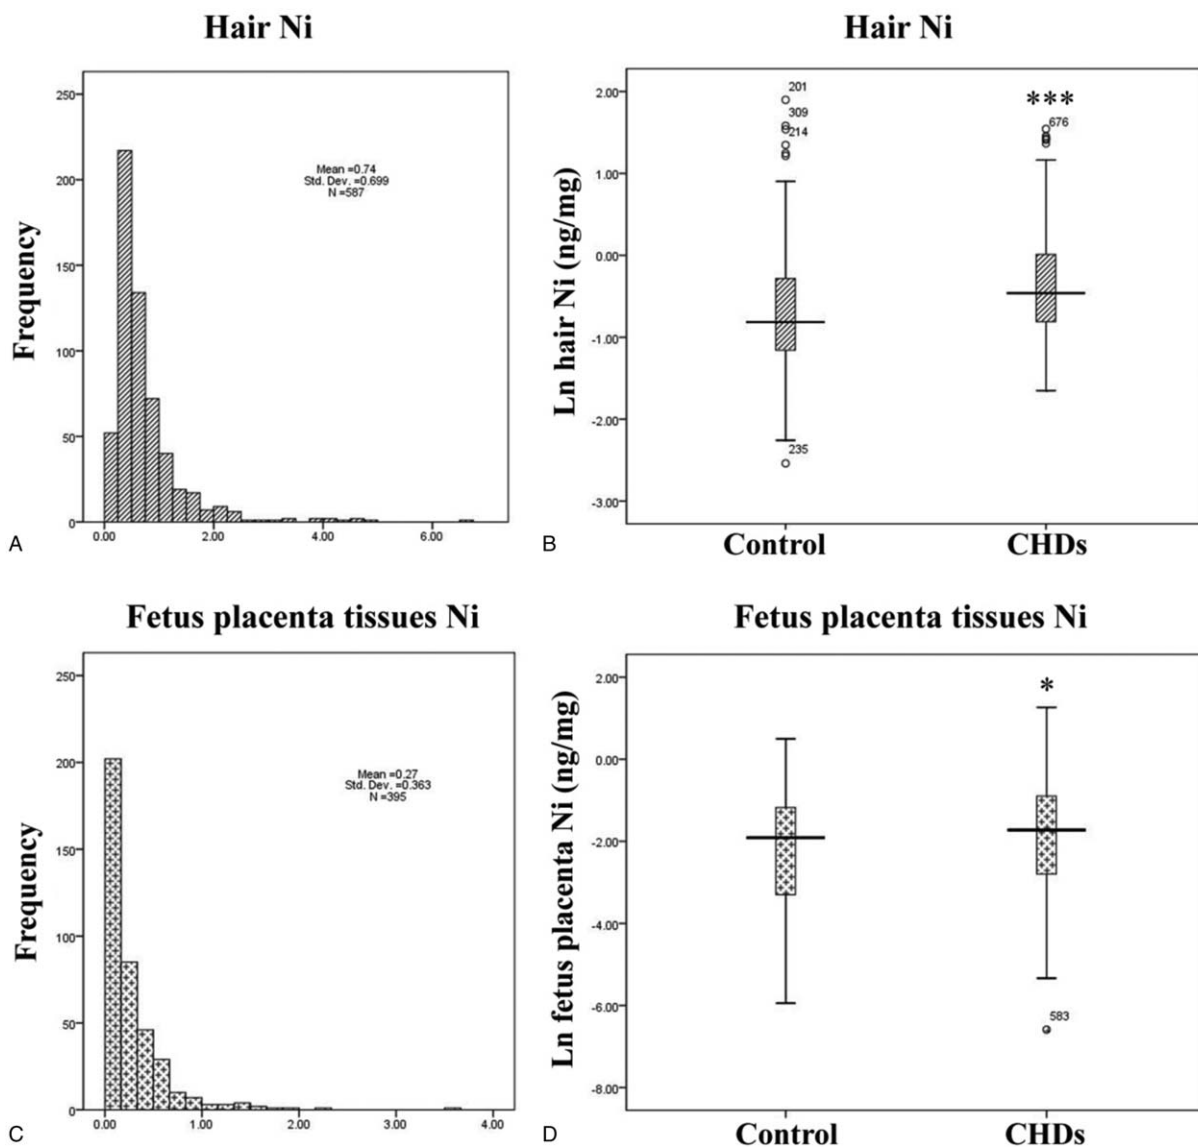 Hair Ni
Hair Ni
250
200
150
100
50
0
Frequency
Mean =0.74
Std. Dev. =0.699
N =587
0.00 2.00 4.00 6.00
A
2.00
1.00
0.00
-1.00
-2.00
-3.00
Ln hair Ni (ng/mg)
201
309
214
235
***
676
Control CHDs
B
Fetus placenta tissues Ni
Fetus placenta tissues Ni
250
200
150
100
50
0
Frequency
Mean =0.27
Std. Dev. =0.363
N =395
0.00 1.00 2.00 3.00 4.00
C
2.00
0.00
-2.00
-4.00
-6.00
-8.00
Ln fetus placenta Ni (ng/mg)
*
583
Control CHDs
D